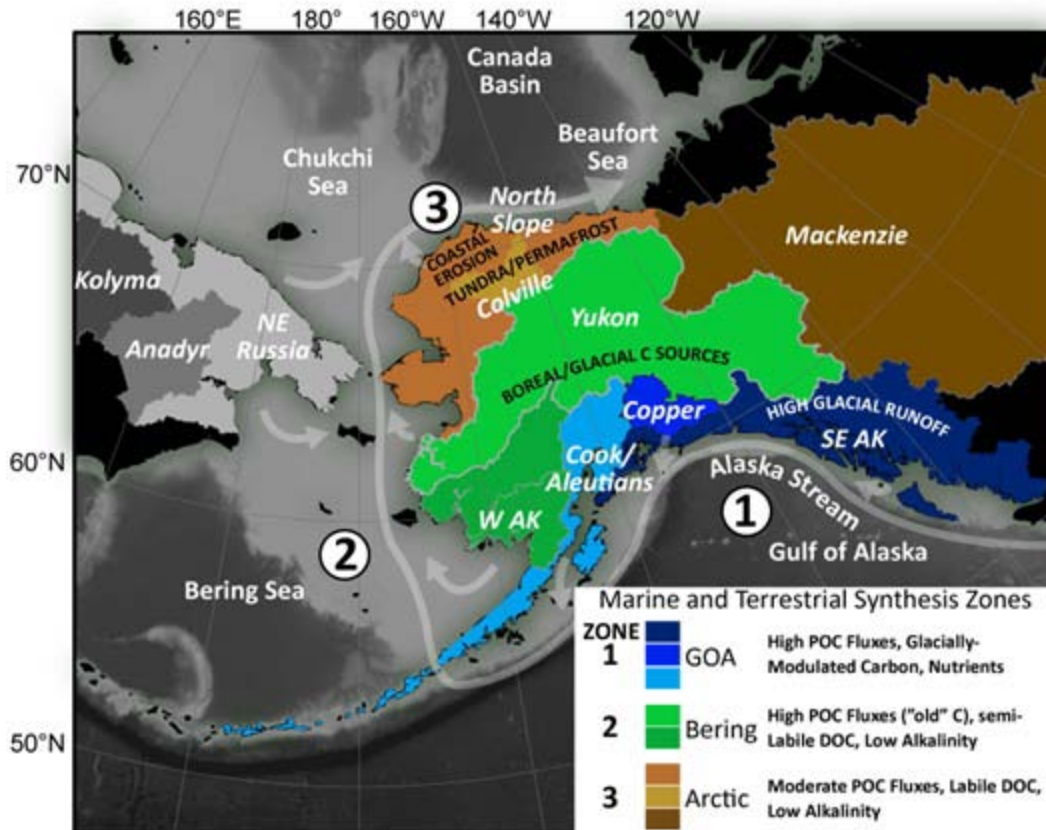 160°E 180° 160°W 140°W 120°W
Canada
Basin
Beaufort
Sea
Chukchi
Sea
70°N
3
North
Slope
COASTAL
EROSION
TUNDRA/PERMAFROST
Colville
Mackenzie
Kolyma
Anadyr
NE
Russia
Yukon
BOREAL/GLACIAL C SOURCES
Copper
HIGH GLACIAL RUNOFF
SE AK
60°N
Cook/
Aleutians
W AK
Alaska Stream
1
Gulf of Alaska
2
Bering Sea
50°N
Marine and Terrestrial Synthesis Zones
ZONE
1 GOA High POC Fluxes, Glacially-
Modulated Carbon, Nutrients
2 Bering High POC Fluxes ("old" C), semi-
Labile DOC, Low Alkalinity
3 Arctic Moderate POC Fluxes, Labile DOC,
Low Alkalinity